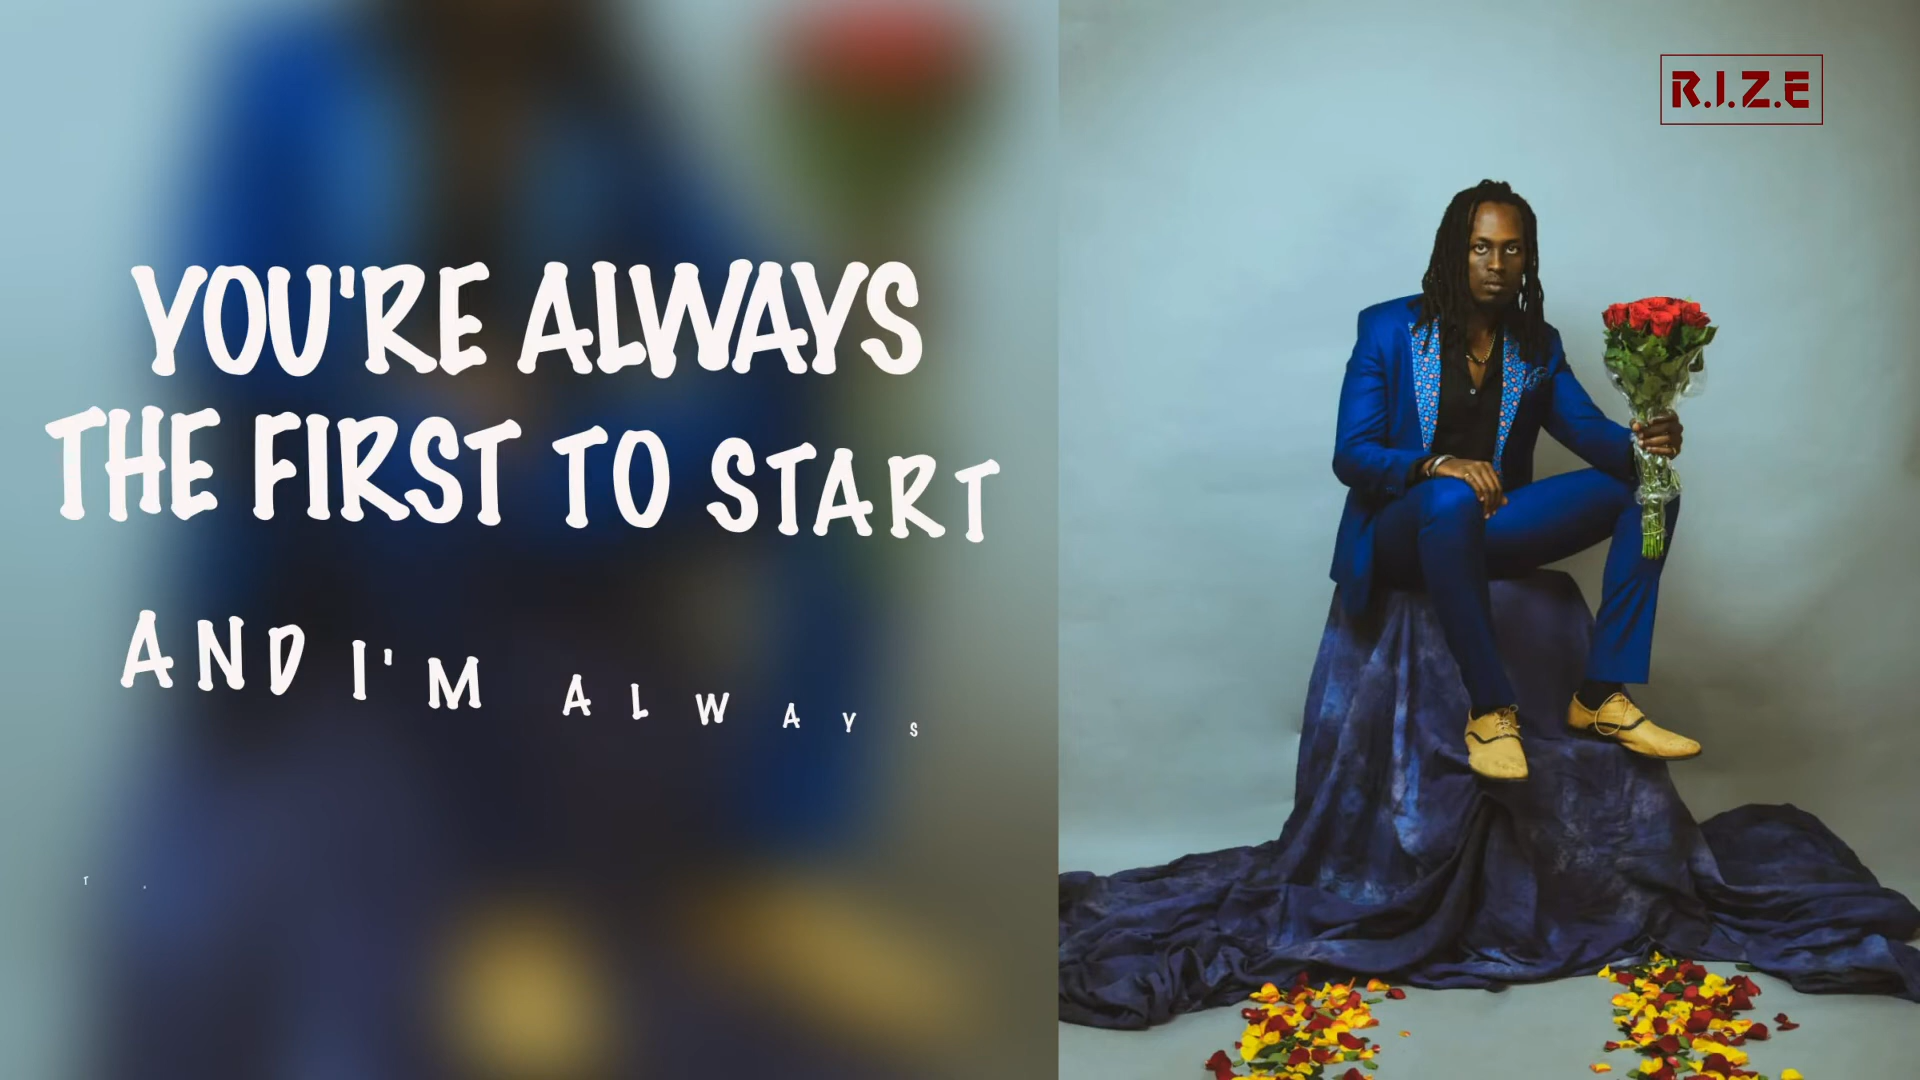 R.I.Z.E
YOU'RE ALWAYS
THE FIRST TO START
AND I'M ALWAYS
T